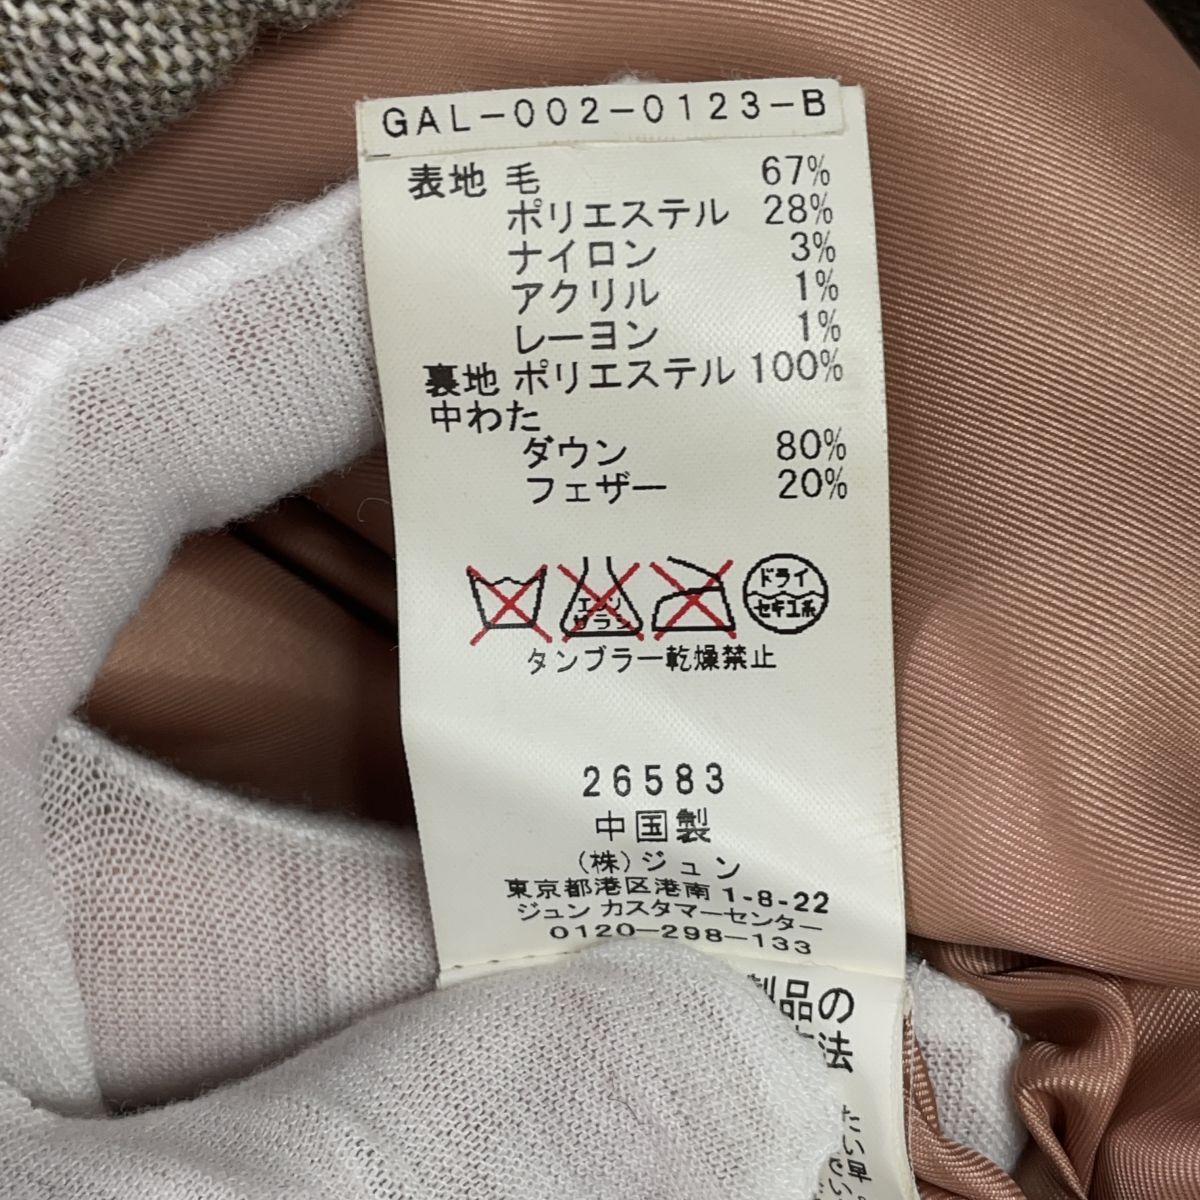 GAL-002-0123-B
表地 毛 67%
ポリエステル 28%
ナイロン 3%
アクリル 1%
レーヨン 1%
裏地 ポリエステル 100%
中わた
ダウン 80%
フェザー 20%
エンソ
サラシ
ドライ
セキユ系
タンブラー乾燥禁止
26583
中国製
(株)ジュン
東京都港区港南1-8-22
ジュン カスタマーセンター
0120-298-133
製品の
法